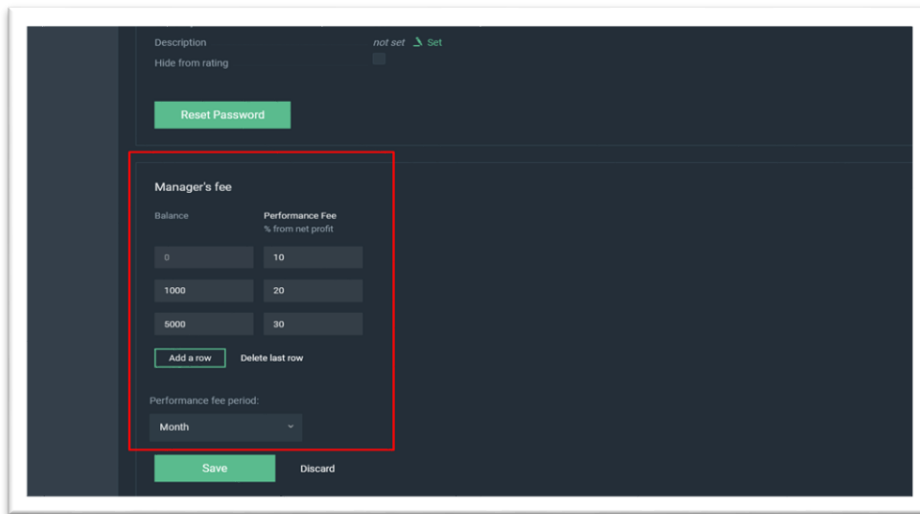 Description not set Set
Hide from rating
Reset Password
Manager's fee
Balance Performance Fee
% from net profit
0 10
1000 20
5000 30
Add a row Delete last row
Performance fee period:
Month
Save Discard